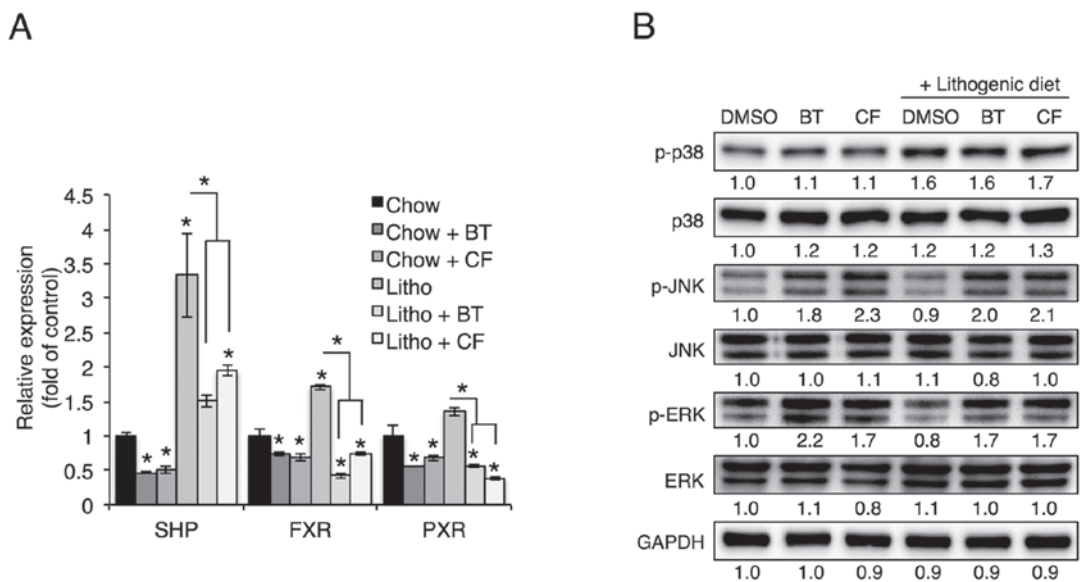 A
Relative expression
(fold of control)
4.5
4
3.5
3
2.5
2
1.5
1
0.5
0
* * * * *
* * * * * *
* * * * *
SHP FXR PXR
Chow
Chow + BT
Chow + CF
Litho
Litho + BT
Litho + CF
B
+ Lithogenic diet
DMSO BT CF DMSO BT CF
p-p38
1.0 1.1 1.1 1.6 1.6 1.7
p38
1.0 1.2 1.2 1.2 1.2 1.3
p-JNK
1.0 1.8 2.3 0.9 2.0 2.1
JNK
1.0 1.0 1.1 1.1 0.8 1.0
p-ERK
1.0 2.2 1.7 0.8 1.7 1.7
ERK
1.0 1.1 0.8 1.1 1.0 1.0
GAPDH
1.0 1.0 0.9 0.9 0.9 0.9